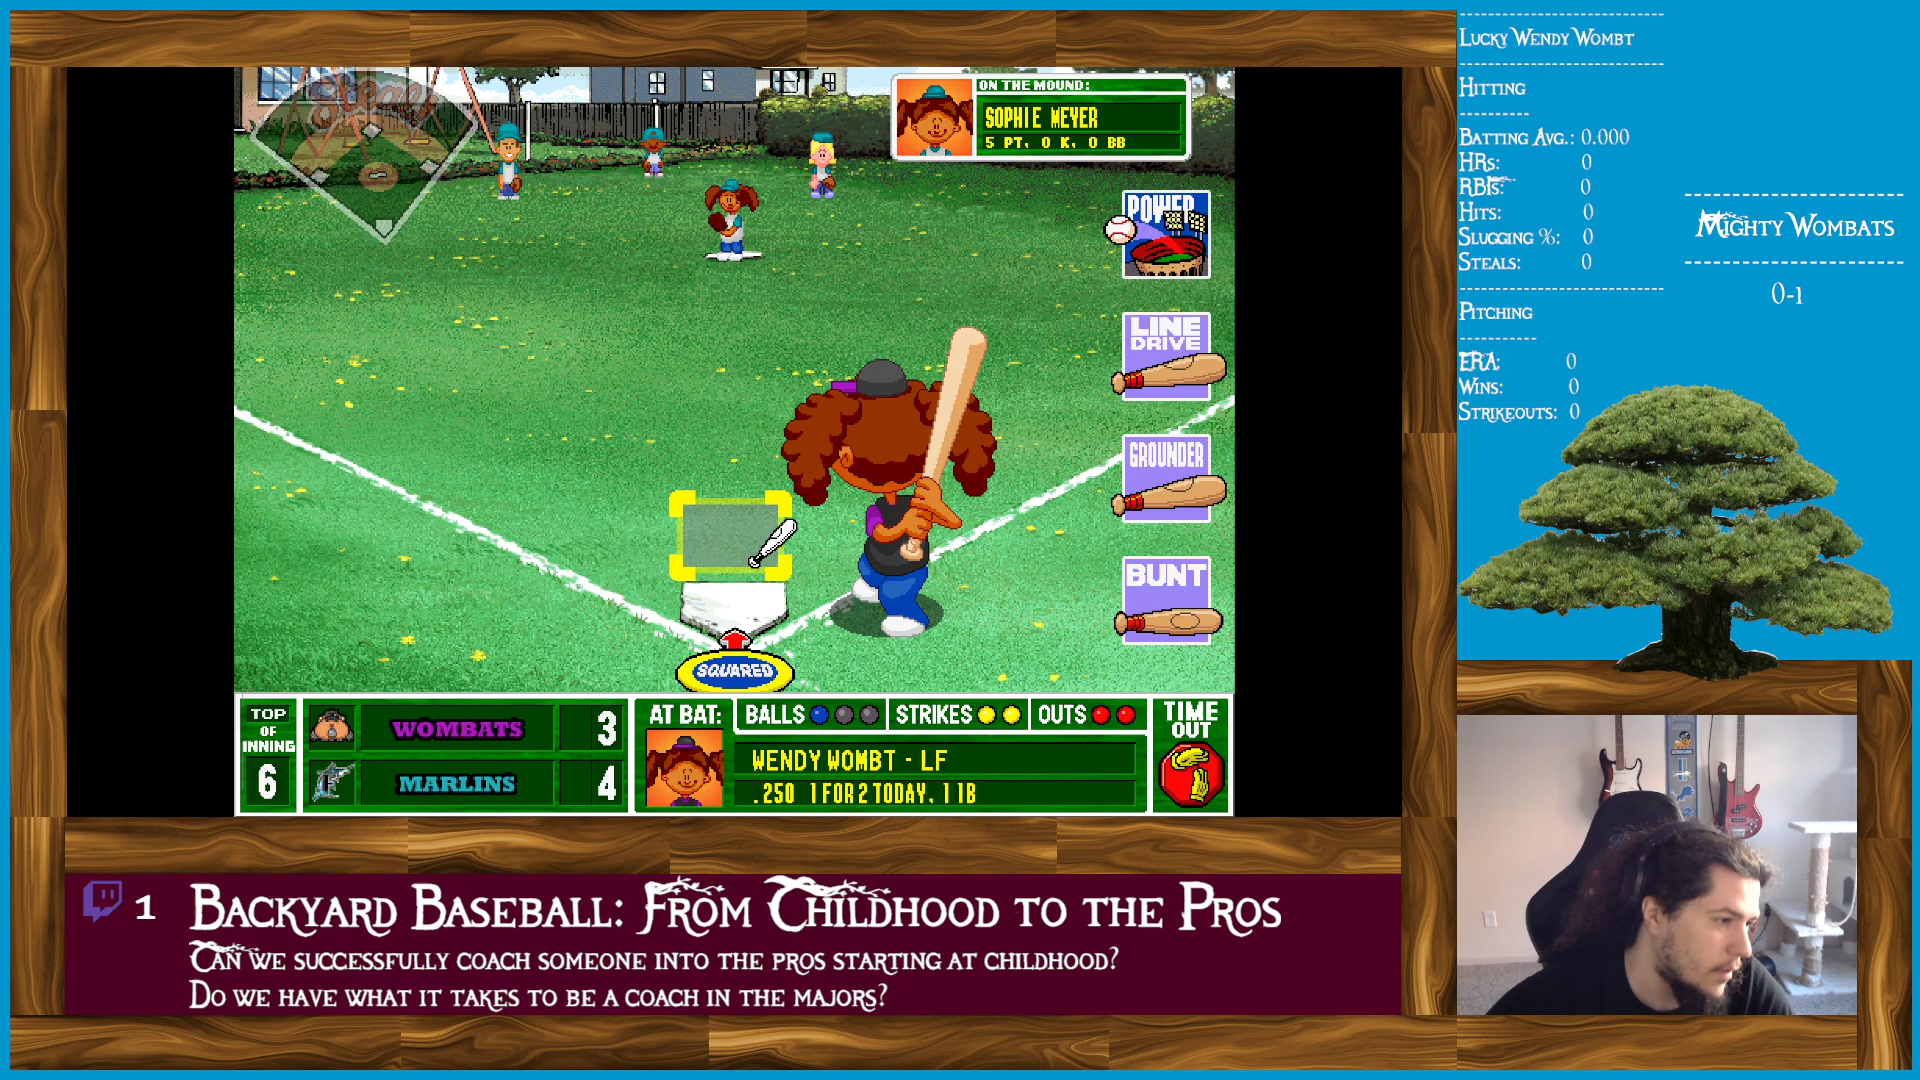 ON THE MOUND:
SOPHIE MEYER
5 PT, 0 K, 0 BB
POWER
LINE
DRIVE
GROUNDER
BUNT
SQUARED
TOP
OF
INNING
6
WOMBATS 3
MARLINS 4
AT BAT:
BALLS
STRIKES
OUTS
WENDY WOMBT - LF
.250 1 FOR 2 TODAY, 1 1B
TIME
OUT
1
Backyard Baseball: From Childhood to the Pros
Can we successfully coach someone into the pros starting at childhood?
Do we have what it takes to be a coach in the majors?
------------------------------
Lucky Wendy Wombt
------------------------------
Hitting
----------
Batting Avg.: 0.000
HRs: 0
RBIs: 0
Hits: 0
Slugging %: 0
Steals: 0
------------------------------
Pitching
-----------
ERA: 0
Wins: 0
Strikeouts: 0
--------------------------------
Mighty Wombats
--------------------------------
0-1